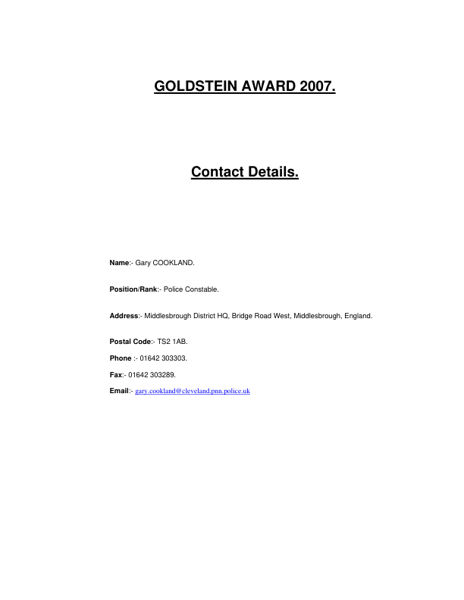 GOLDSTEIN AWARD 2007.
Contact Details.
Name:- Gary COOKLAND.
Position/Rank:- Police Constable.
Address:- Middlesbrough District HQ, Bridge Road West, Middlesbrough, England.
Postal Code:- TS2 1AB.
Phone :- 01642 303303.
Fax:- 01642 303289.
Email:- gary.cookland@cleveland.pnn.police.uk